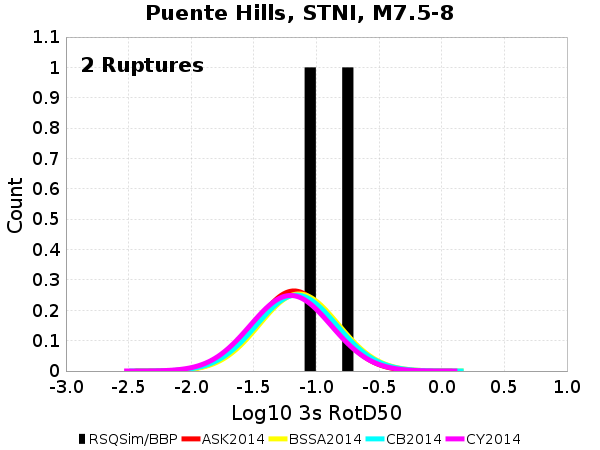 Puente Hills, STNI, M7.5-8
2 Ruptures
Count
1.1
1
0.9
0.8
0.7
0.6
0.5
0.4
0.3
0.2
0.1
0
-3.0 -2.5 -2.0 -1.5 -1.0 -0.5 0.0 0.5 1.0
Log10 3s RotD50
RSQSim/BBP ASK2014 BSSA2014 CB2014 CY2014